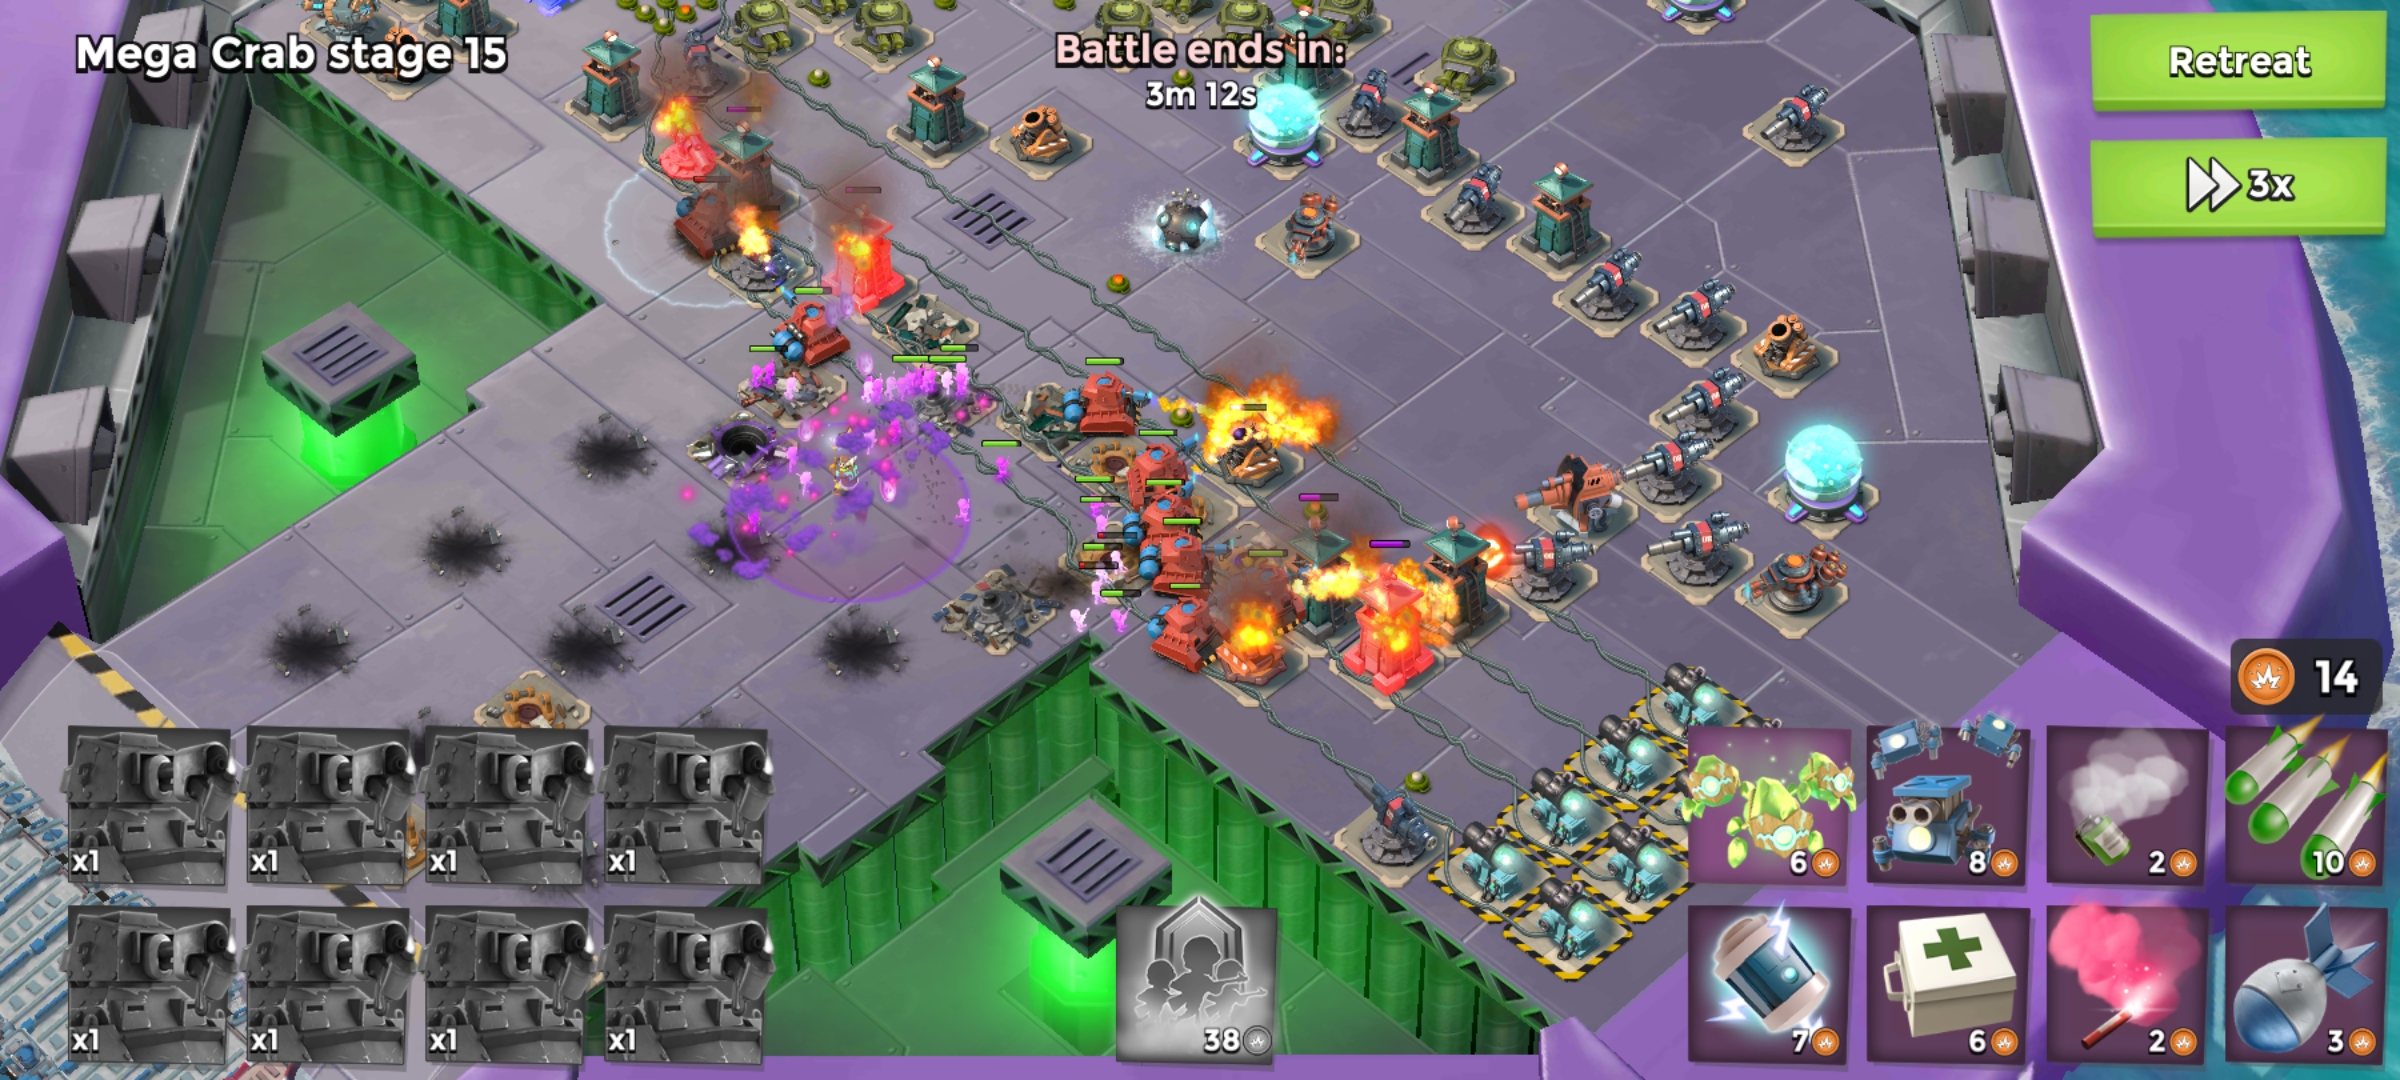 Mega Crab stage 15
Battle ends in:
3m 12s
Retreat
3x
14
x1
x1
x1
x1
6
8
2
10
x1
x1
x1
x1
38
7
6
2
3